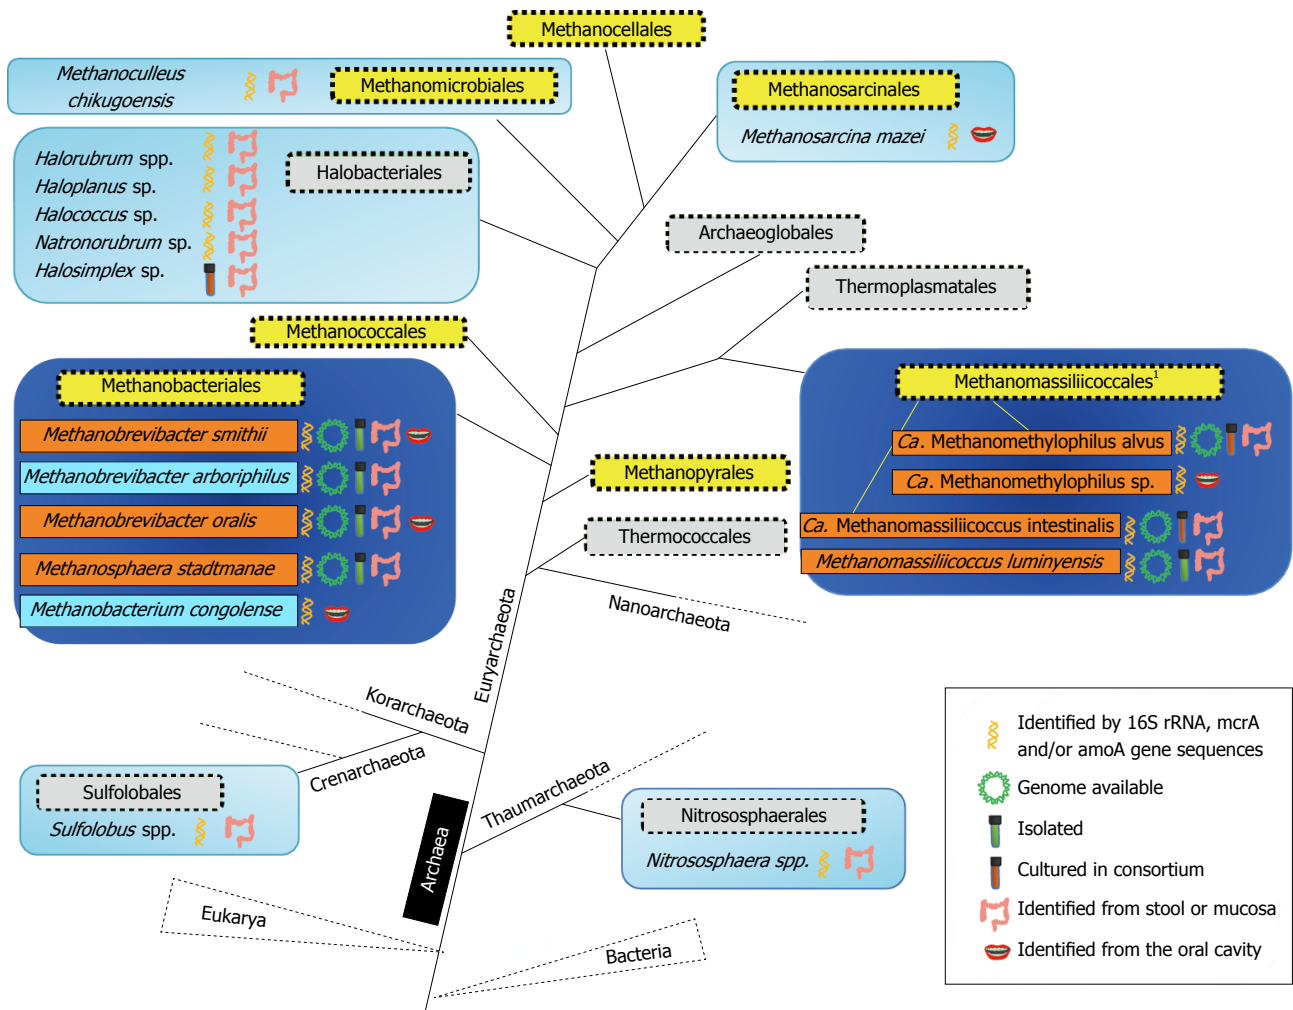 Methanocellales
Methanoculleus
chikugoensis
Methanomicrobiales
Methanosarcinales
Methanosarcina mazei
Halorubrum spp.
Haloplanus sp.
Halococcus sp.
Natronorubrum sp.
Halosimplex sp.
Halobacteriales
Archaeoglobales
Thermoplasmatales
Methanococcales
Methanobacteriales
Methanobrevibacter smithii
Methanobrevibacter arboriphilus
Methanobrevibacter oralis
Methanosphaera stadtmanae
Methanobacterium congolense
Methanomassiliicoccales¹
Ca. Methanomethylophilus alvus
Ca. Methanomethylophilus sp.
Ca. Methanomassiliicoccus intestinalis
Methanomassiliicoccus luminyensis
Methanopyrales
Thermococcales
Nanoarchaeota
Euryarchaeota
Korarchaeota
Crenarchaeota
Sulfolobales
Sulfolobus spp.
Thaumarchaeota
Nitrososphaerales
Nitrososphaera spp.
Archaea
Eukarya
Bacteria
Identified by 16S rRNA, mcrA
and/or amoA gene sequences
Genome available
Isolated
Cultured in consortium
Identified from stool or mucosa
Identified from the oral cavity